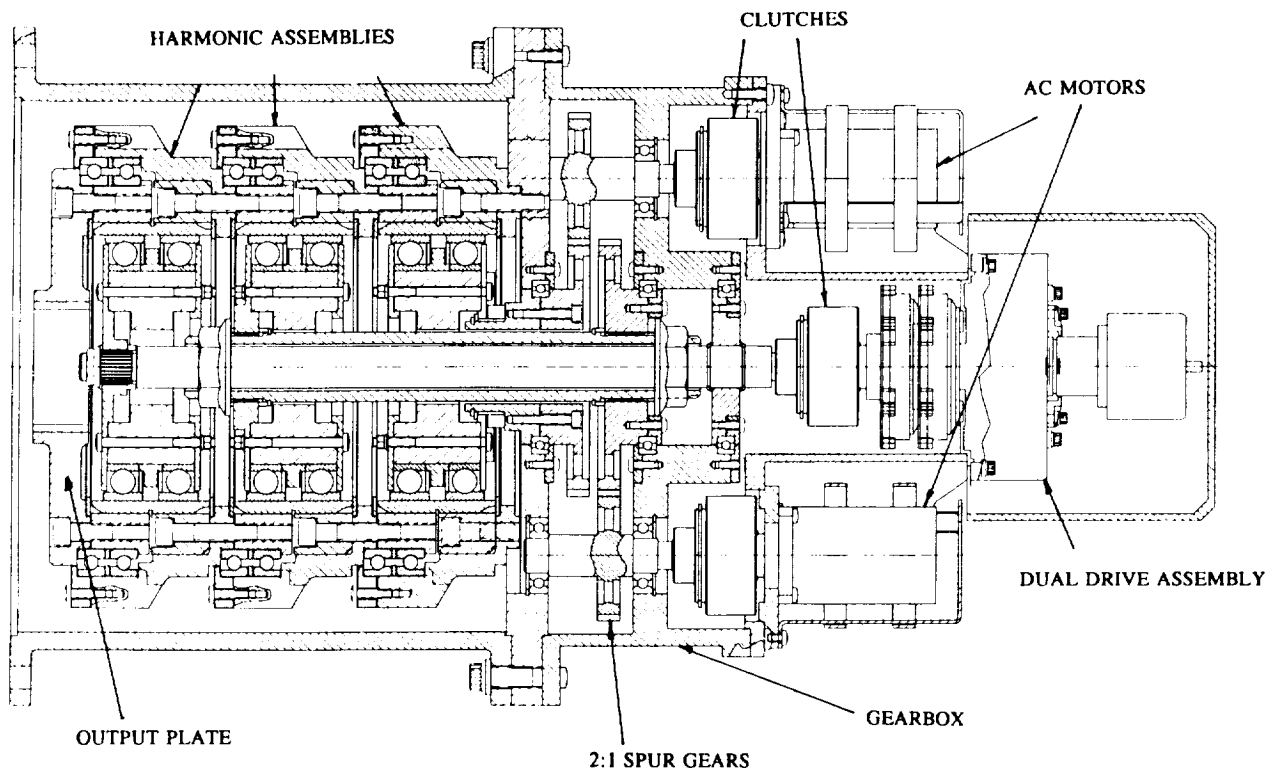 CLUTCHES
HARMONIC ASSEMBLIES
AC MOTORS
DUAL DRIVE ASSEMBLY
GEARBOX
OUTPUT PLATE
2:1 SPUR GEARS